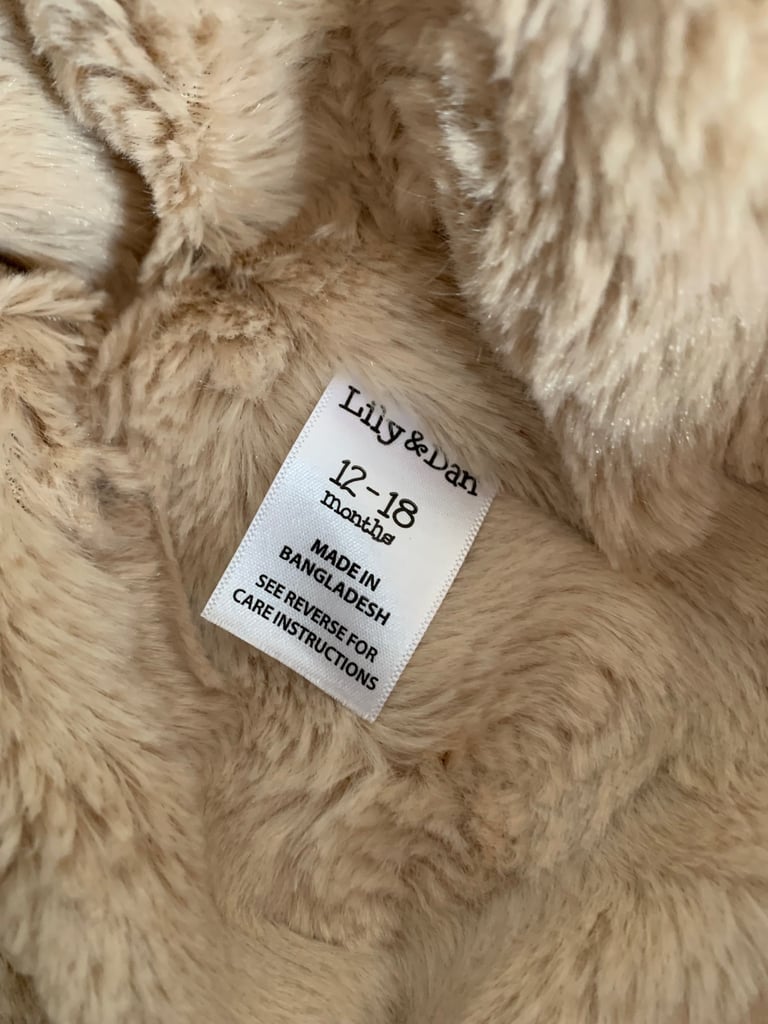 Lily & Dan
12-18
months
MADE IN
BANGLADESH
SEE REVERSE FOR
CARE INSTRUCTIONS